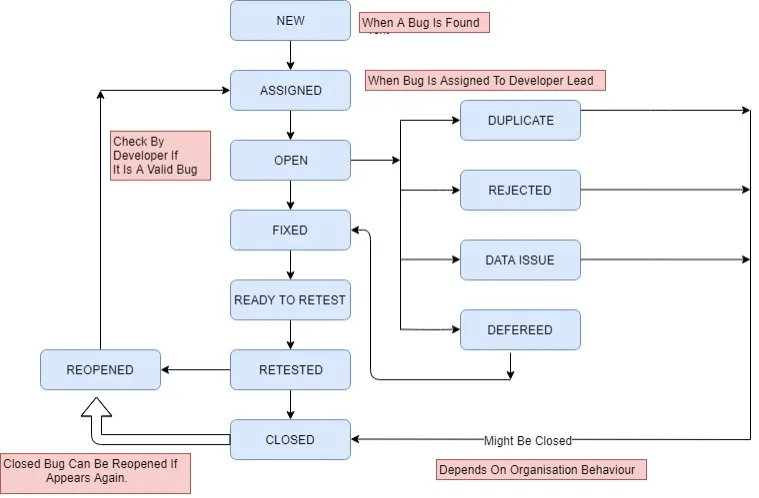 NEW
When A Bug Is Found
ASSIGNED
When Bug Is Assigned To Developer Lead
DUPLICATE
Check By
Developer If
It Is A Valid Bug
OPEN
REJECTED
FIXED
DATA ISSUE
READY TO RETEST
DEFEREED
REOPENED
RETESTED
CLOSED
Might Be Closed
Closed Bug Can Be Reopened If
Appears Again.
Depends On Organisation Behaviour